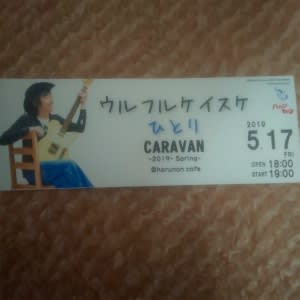 ウルフルケイスケ
ひとり
CARAVAN
-2019- Spring-
@harunon cafe
2019
5.17
FRI
OPEN 18:00
START 19:00